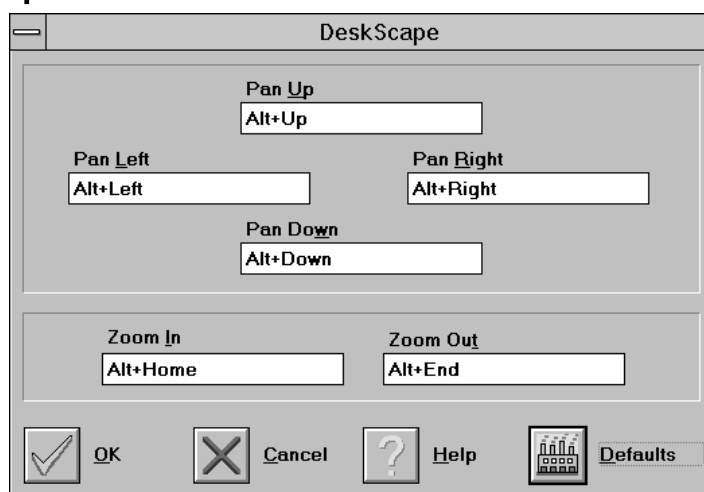 DeskScape
Pan Up
Alt+Up
Pan Left Pan Right
Alt+Left Alt+Right
Pan Down
Alt+Down
Zoom In Zoom Out
Alt+Home Alt+End
OK Cancel ? Help Defaults